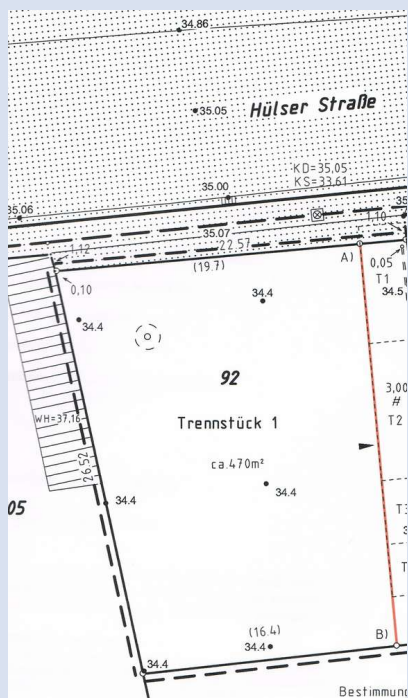 34.86
35.05
Hülser Straße
KD=35,05
KS=33,61
35.00
35.06
1,10
35.07
22,57
1,12
A)
(19.7)
0,05
T1
0,10
34.5
34.4
34.4
92
3,00
#
T2
Trennstück 1
WH=37,16
ca.470m²
26,52
34.4
05
34.4
(16.4)
34.4
B)
34.4